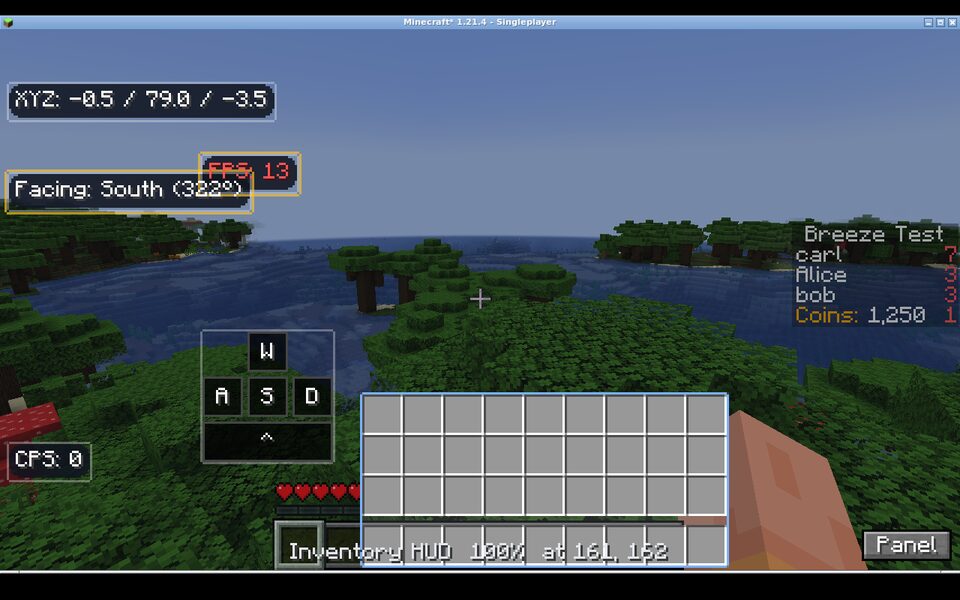 Minecraft* 1.21.4 - Singleplayer
XYZ: -0.5 / 79.0 / -3.5
FPS: 13
Facing: South (322°)
Breeze Test
carl 7
Alice 3
bob 3
Coins: 1,250 1
W
A S D
^
CPS: 0
Inventory HUD 100% at 161, 162
Panel